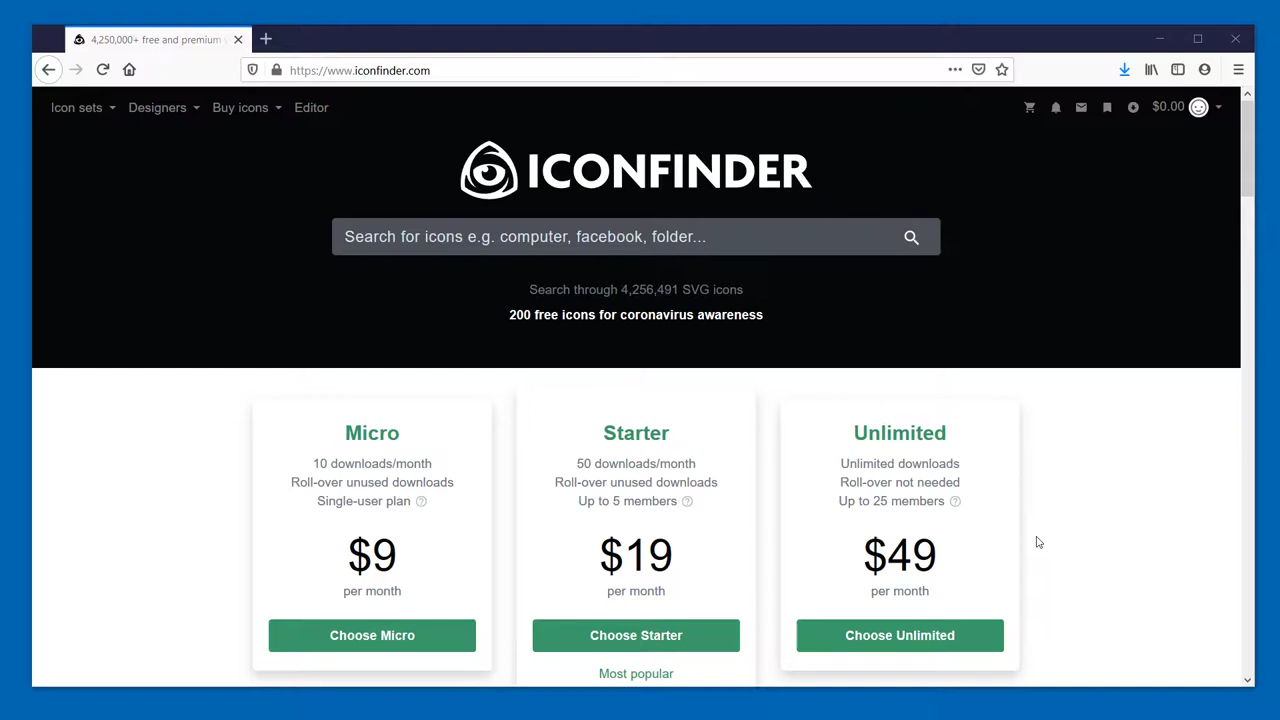 4,250,000+ free and premium
https://www.iconfinder.com
Icon sets Designers Buy icons Editor $0.00
ICONFINDER
Search for icons e.g. computer, facebook, folder...
Search through 4,256,491 SVG icons
200 free icons for coronavirus awareness
Micro
10 downloads/month
Roll-over unused downloads
Single-user plan
$9
per month
Choose Micro
Starter
50 downloads/month
Roll-over unused downloads
Up to 5 members
$19
per month
Choose Starter
Most popular
Unlimited
Unlimited downloads
Roll-over not needed
Up to 25 members
$49
per month
Choose Unlimited